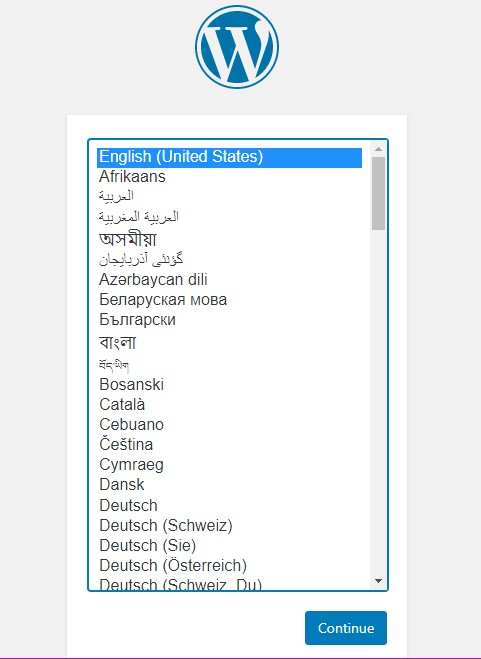 English (United States)
Afrikaans
العربية
العربية المغربية
অসমীয়া
گؤنئی آذربایجان
Azərbaycan dili
Беларуская мова
Български
বাংলা
བོད་ཡིག
Bosanski
Català
Cebuano
Čeština
Cymraeg
Dansk
Deutsch
Deutsch (Schweiz)
Deutsch (Sie)
Deutsch (Österreich)
Deutsch (Schweiz, Du)
Continue